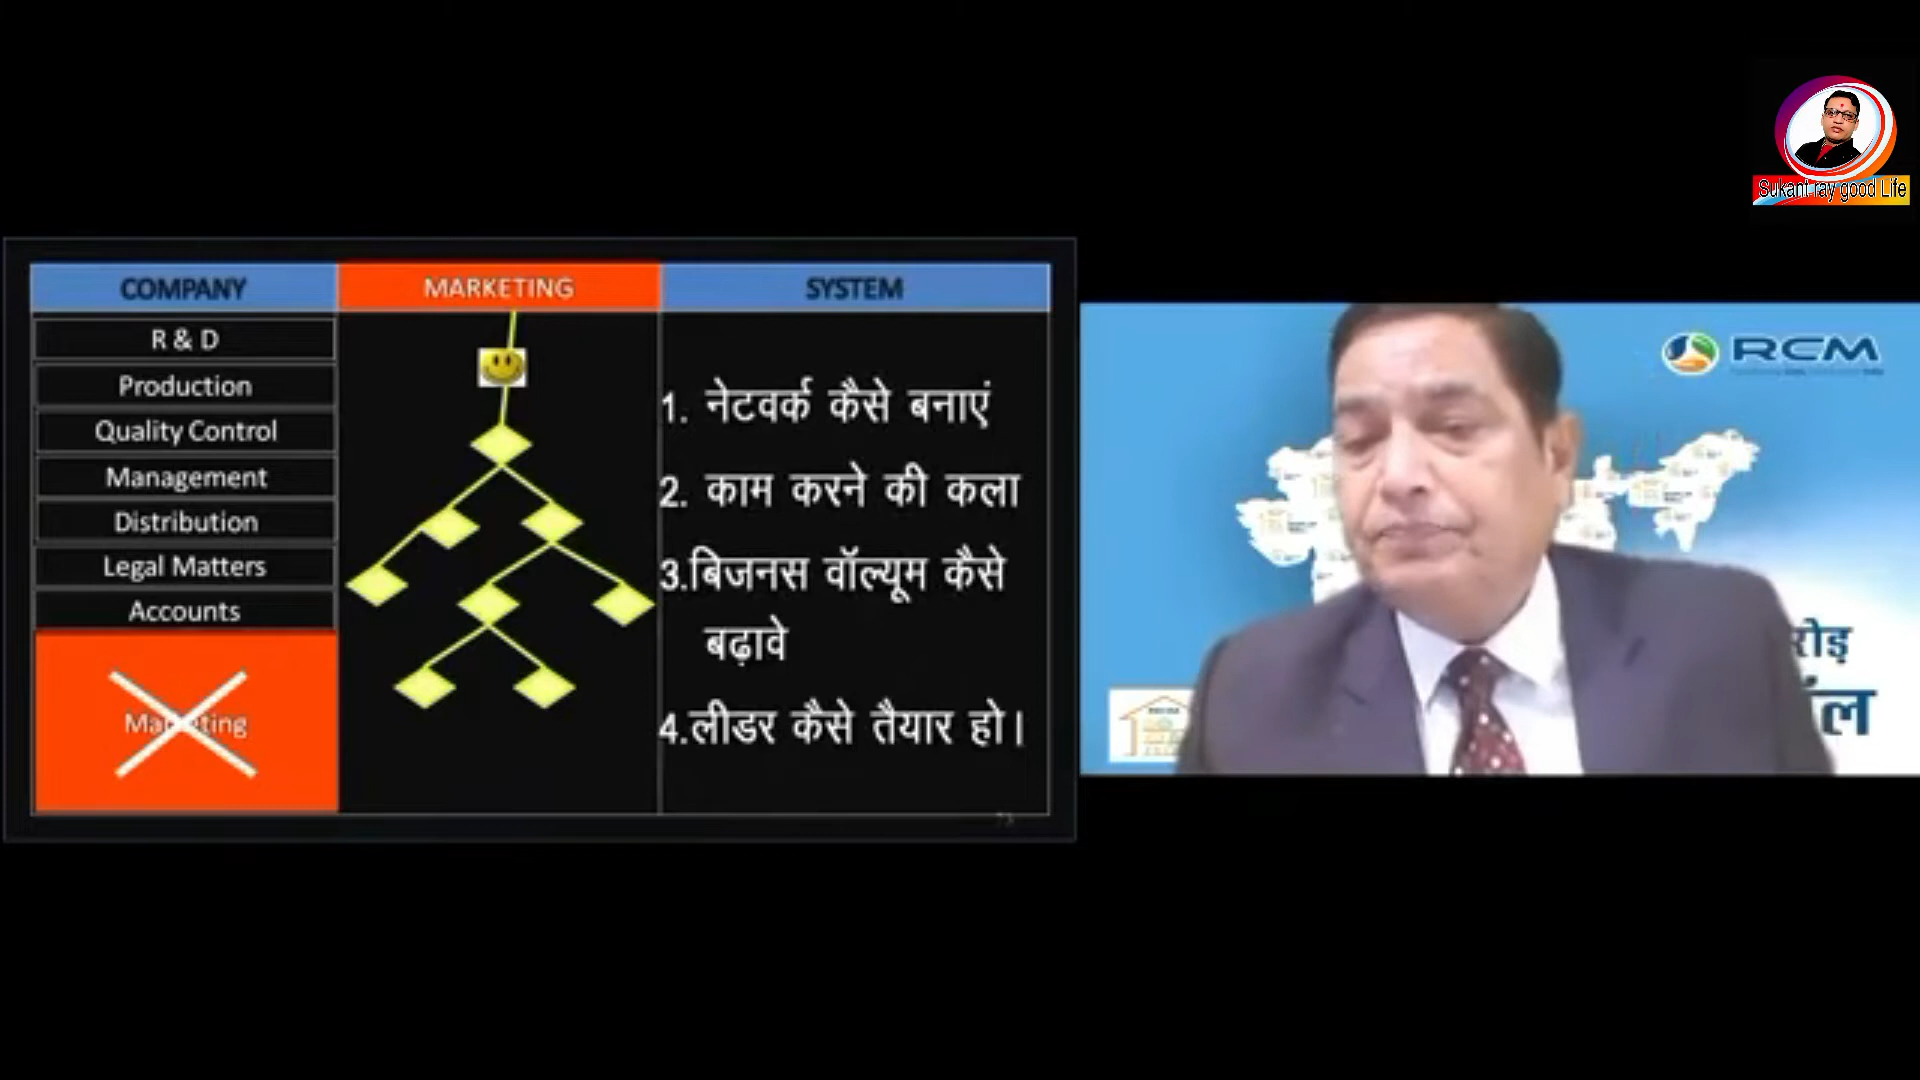 Sukant ray good Life
COMPANY
MARKETING
SYSTEM
R & D
Production
Quality Control
Management
Distribution
Legal Matters
Accounts
Marketing
1. नेटवर्क कैसे बनाएं
2. काम करने की कला
3.बिजनस वॉल्यूम कैसे
बढ़ावे
4.लीडर कैसे तैयार हो।
RCM